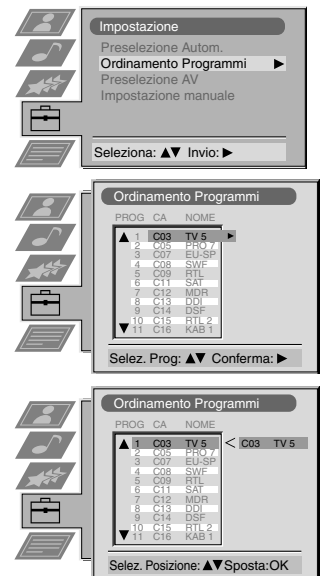 Impostazione
Preselezione Autom.
Ordinamento Programmi ▶
Preselezione AV
Impostazione manuale
Seleziona: ▲▼ Invio: ▶
Ordinamento Programmi
PROG CA NOME
▲ 1 C03 TV 5 ▶
2 C05 PRO 7
3 C07 EU-SP
4 C08 SWF
5 C09 RTL
6 C11 SAT
7 C12 MDR
8 C13 DDI
9 C14 DSF
10 C15 RTL 2
▼ 11 C16 KAB 1
Selez. Prog: ▲▼ Conferma: ▶
Ordinamento Programmi
PROG CA NOME
▲ 1 C03 TV 5 < C03 TV 5
2 C05 PRO 7
3 C07 EU-SP
4 C08 SWF
5 C09 RTL
6 C11 SAT
7 C12 MDR
8 C13 DDI
9 C14 DSF
10 C15 RTL 2
▼ 11 C16 KAB 1
Selez. Posizione: ▲▼Sposta:OK